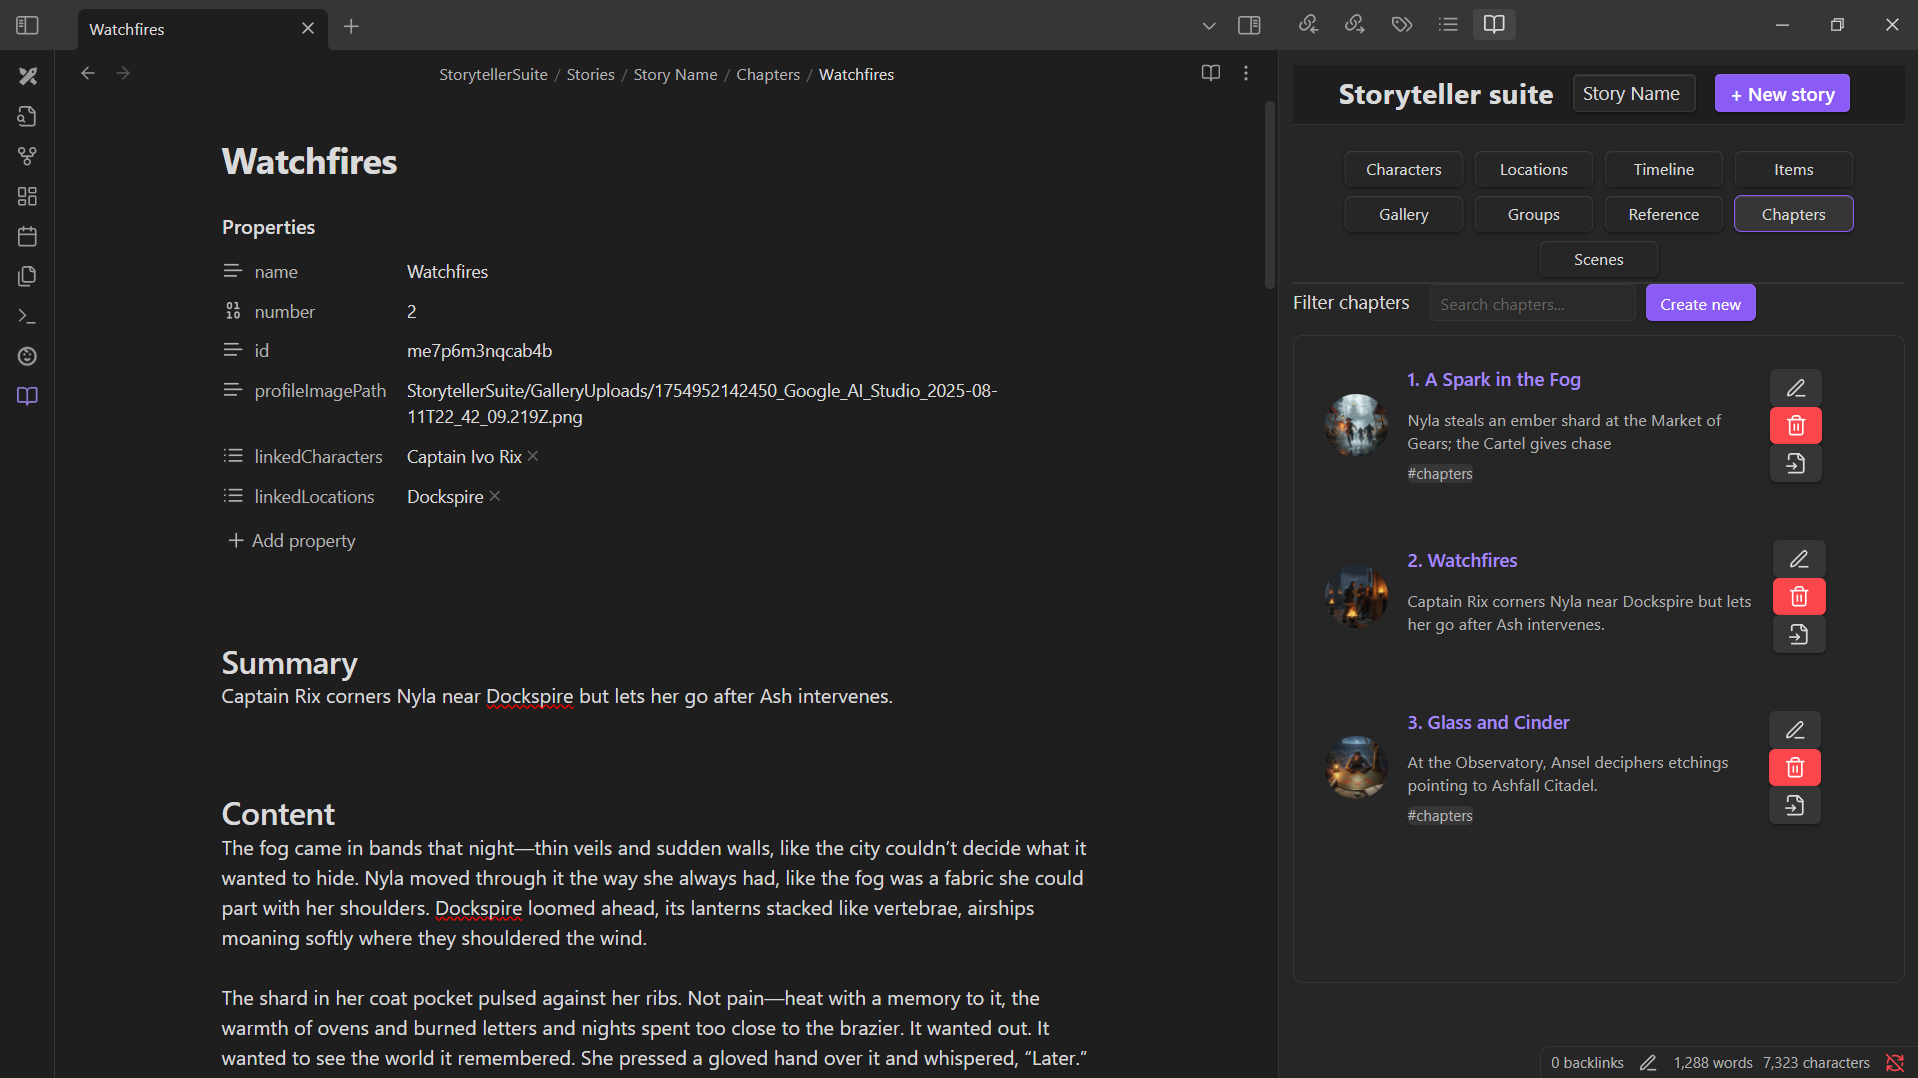 Watchfires
StorytellerSuite / Stories / Story Name / Chapters / Watchfires
Watchfires
Properties
name Watchfires
number 2
id me7p6m3nqcab4b
profileImagePath StorytellerSuite/GalleryUploads/1754952142450_Google_AI_Studio_2025-08-
11T22_42_09.219Z.png
linkedCharacters Captain Ivo Rix
linkedLocations Dockspire
Add property
Summary
Captain Rix corners Nyla near Dockspire but lets her go after Ash intervenes.
Content
The fog came in bands that night—thin veils and sudden walls, like the city couldn’t decide what it
wanted to hide. Nyla moved through it the way she always had, like the fog was a fabric she could
part with her shoulders. Dockspire loomed ahead, its lanterns stacked like vertebrae, airships
moaning softly where they shouldered the wind.
The shard in her coat pocket pulsed against her ribs. Not pain—heat with a memory to it, the
warmth of ovens and burned letters and nights spent too close to the brazier. It wanted out. It
wanted to see the world it remembered. She pressed a gloved hand over it and whispered, “Later.”
Storyteller suite Story Name + New story
Characters Locations Timeline Items
Gallery Groups Reference Chapters
Scenes
Filter chapters Search chapters... Create new
1. A Spark in the Fog
Nyla steals an ember shard at the Market of
Gears; the Cartel gives chase
#chapters
2. Watchfires
Captain Rix corners Nyla near Dockspire but lets
her go after Ash intervenes.
3. Glass and Cinder
At the Observatory, Ansel deciphers etchings
pointing to Ashfall Citadel.
#chapters
0 backlinks 1,288 words 7,323 characters